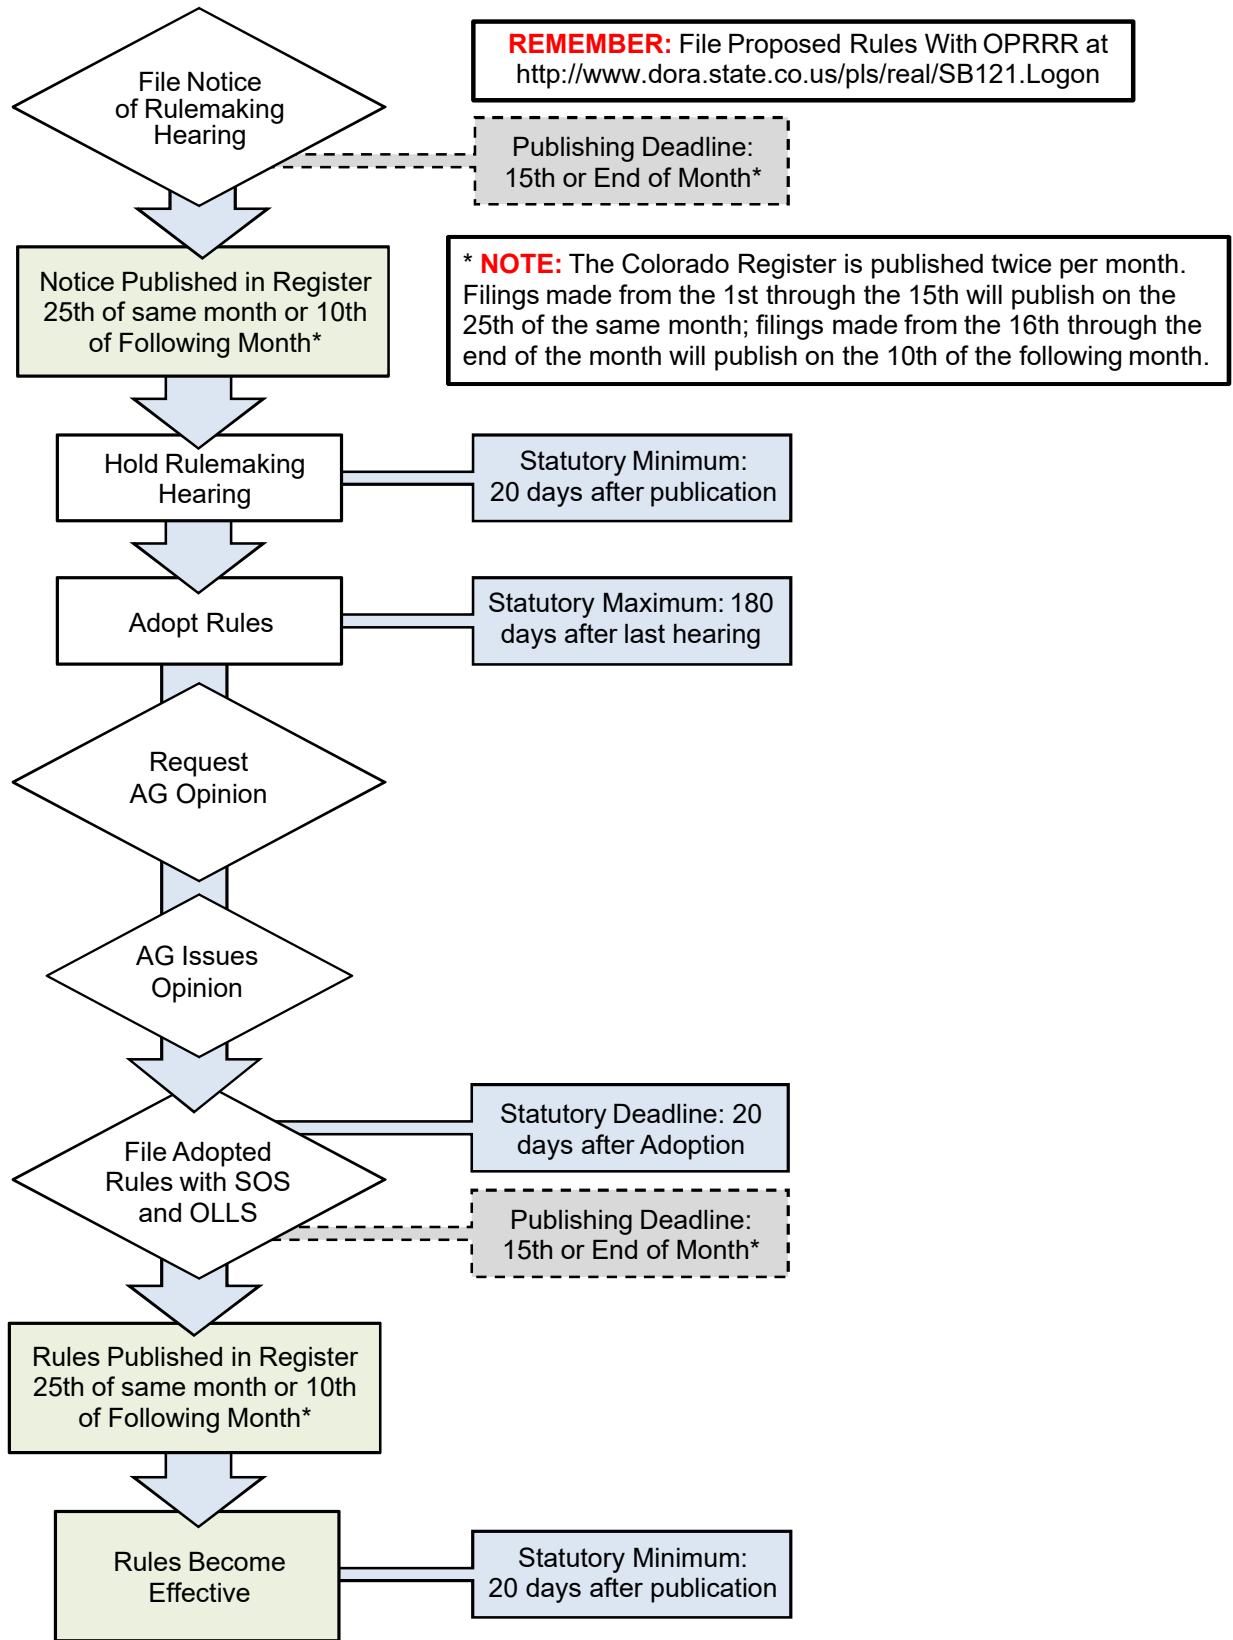 File Notice
of Rulemaking
Hearing
REMEMBER: File Proposed Rules With OPRRR at
http://www.dora.state.co.us/pls/real/SB121.Logon
Publishing Deadline:
15th or End of Month*
Notice Published in Register
25th of same month or 10th
of Following Month*
* NOTE: The Colorado Register is published twice per month.
Filings made from the 1st through the 15th will publish on the
25th of the same month; filings made from the 16th through the
end of the month will publish on the 10th of the following month.
Hold Rulemaking
Hearing
Statutory Minimum:
20 days after publication
Adopt Rules
Statutory Maximum: 180
days after last hearing
Request
AG Opinion
AG Issues
Opinion
File Adopted
Rules with SOS
and OLLS
Statutory Deadline: 20
days after Adoption
Publishing Deadline:
15th or End of Month*
Rules Published in Register
25th of same month or 10th
of Following Month*
Rules Become
Effective
Statutory Minimum:
20 days after publication